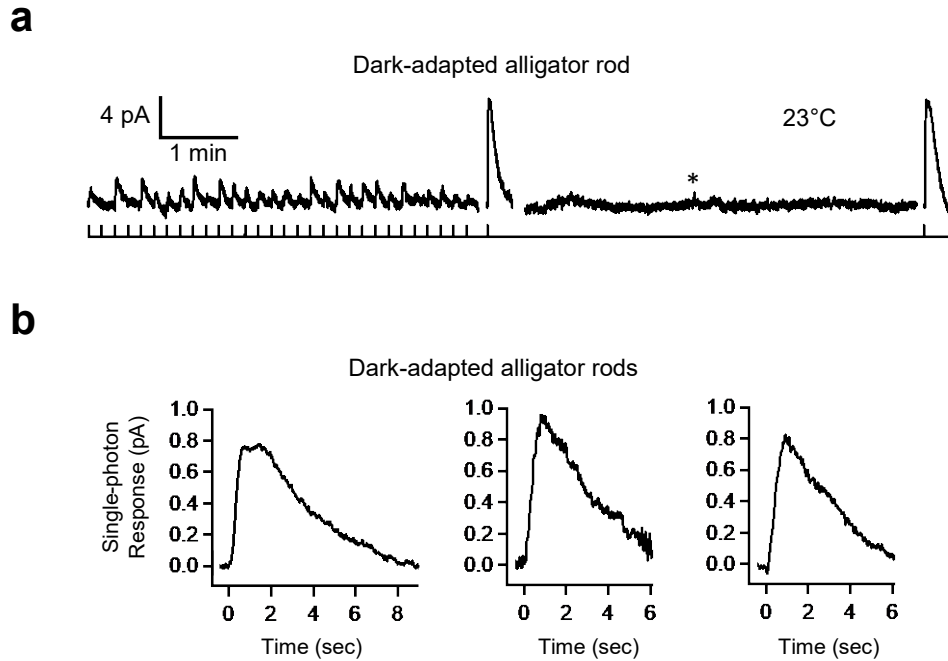 a
Dark-adapted alligator rod
4 pA
1 min
23°C
*
b
Dark-adapted alligator rods
Single-photon
Response (pA)
1.0
0.8
0.6
0.4
0.2
0.0
0 2 4 6 8
Time (sec)
1.0
0.8
0.6
0.4
0.2
0.0
0 2 4 6
Time (sec)
1.0
0.8
0.6
0.4
0.2
0.0
0 2 4 6
Time (sec)